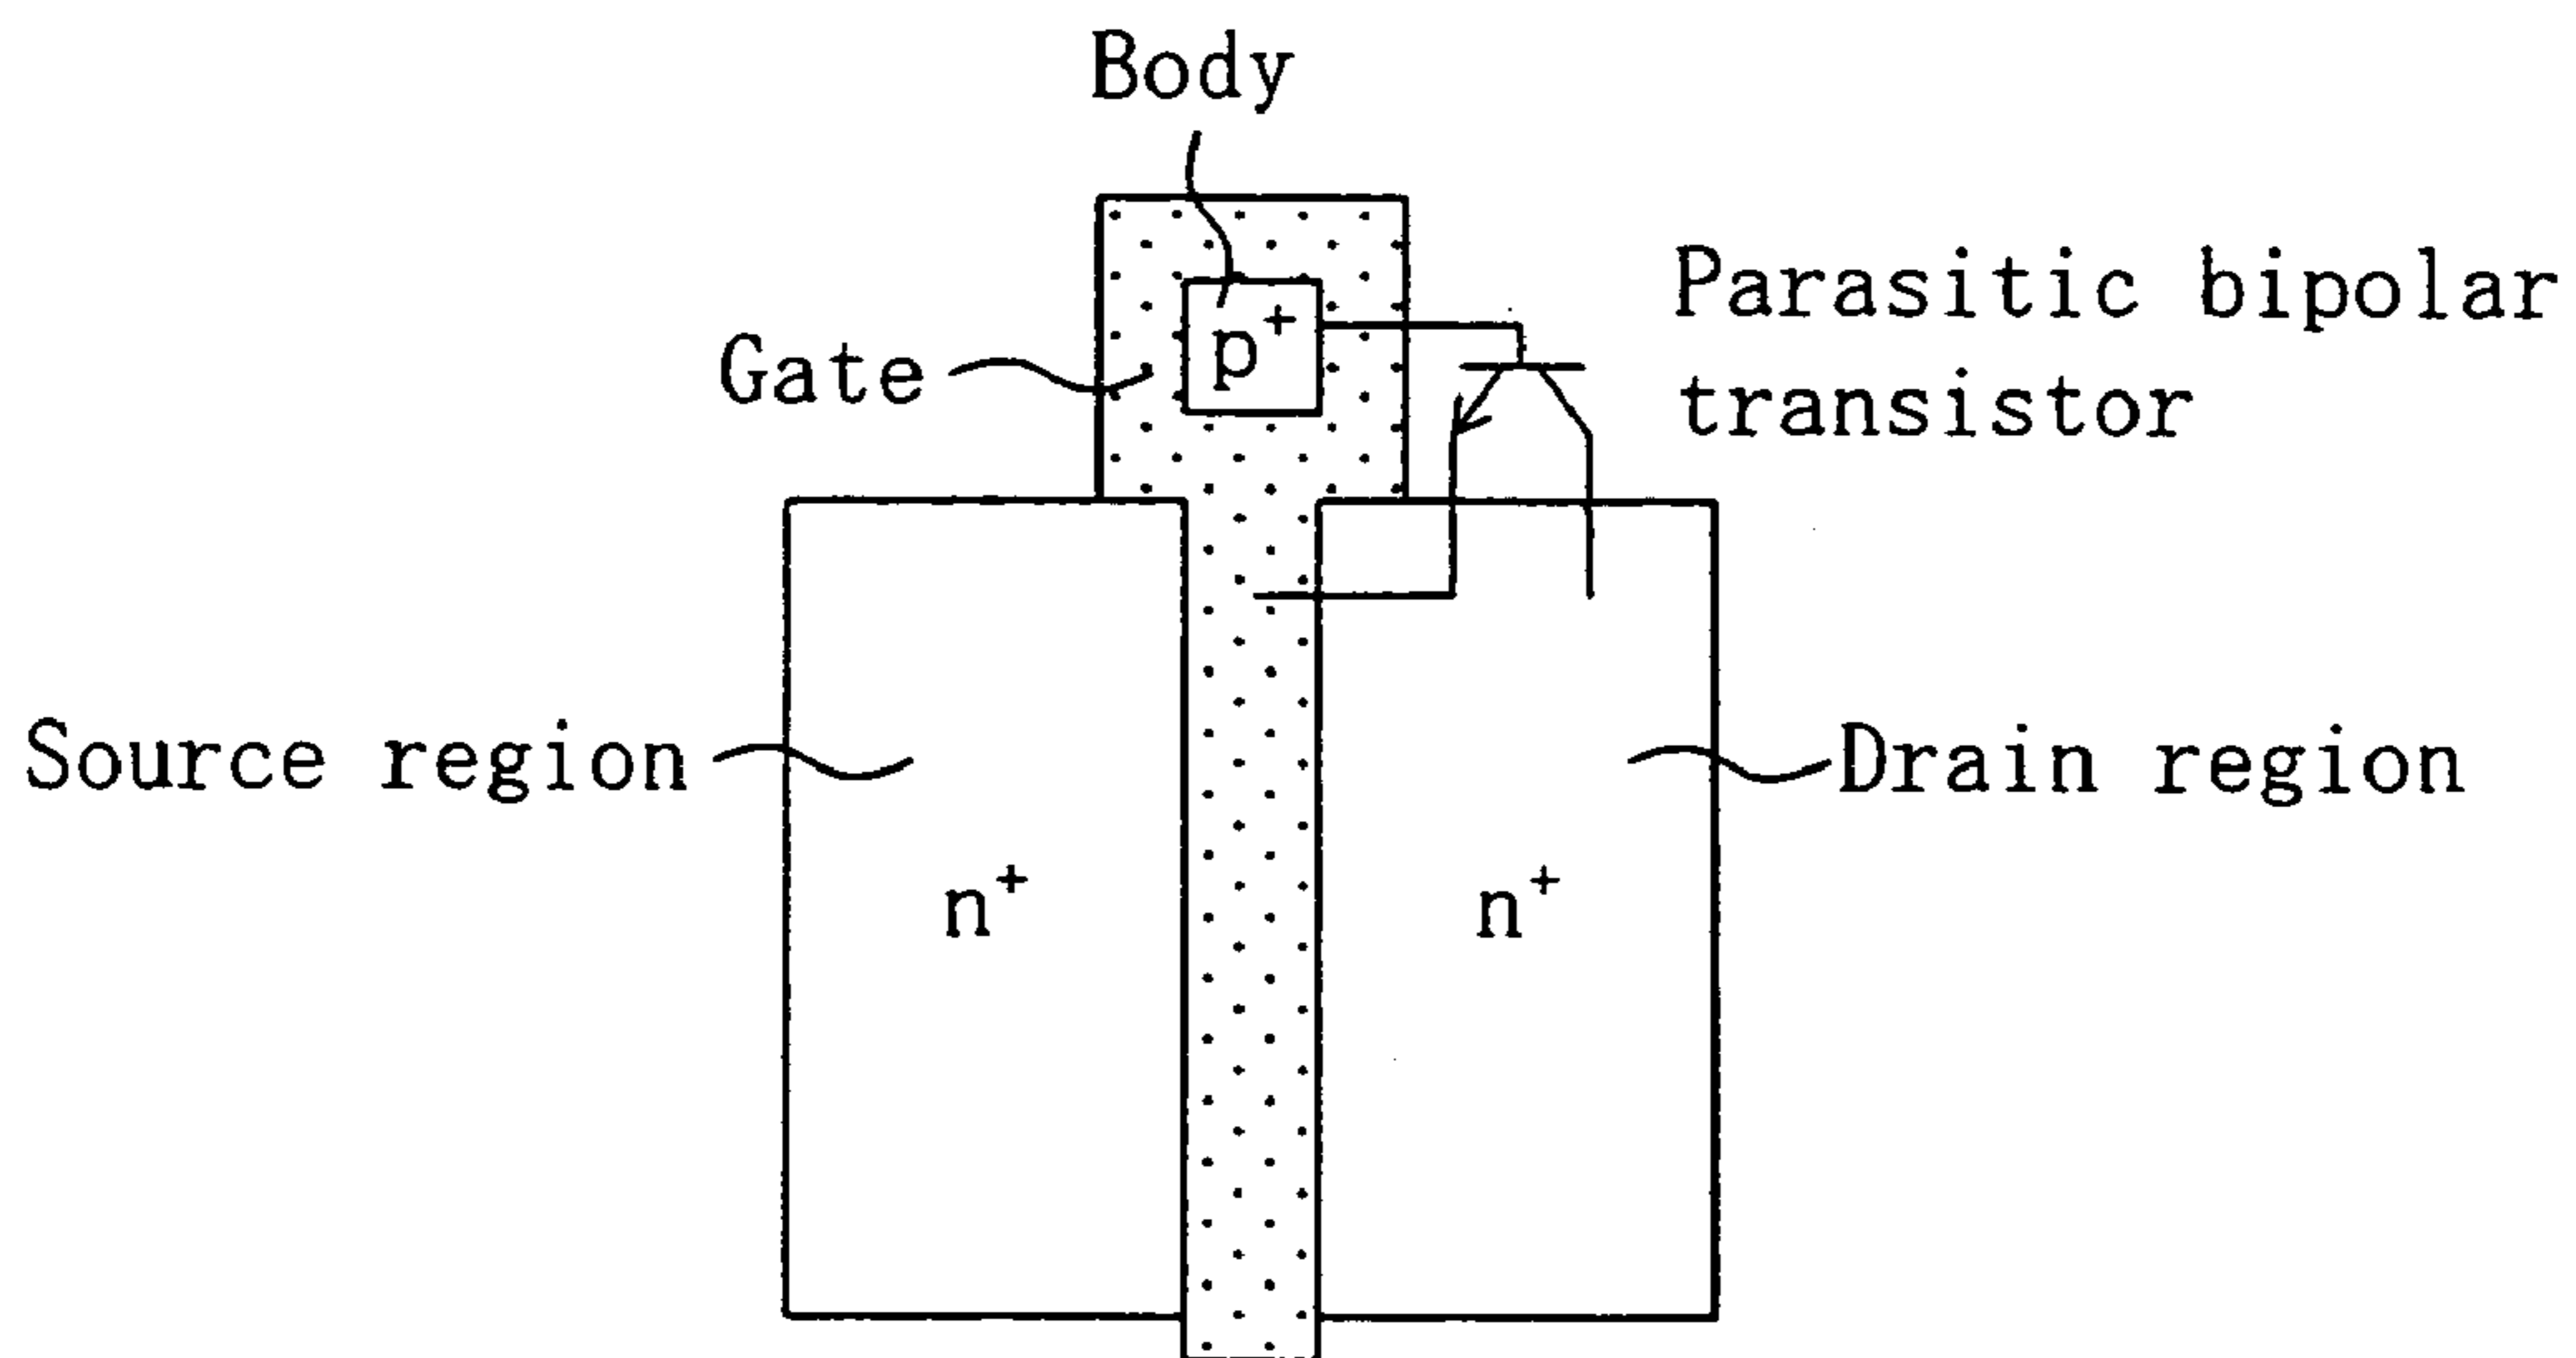 Body
Parasitic bipolar
transistor
p⁺
Gate
Source region
Drain region
n⁺
n⁺